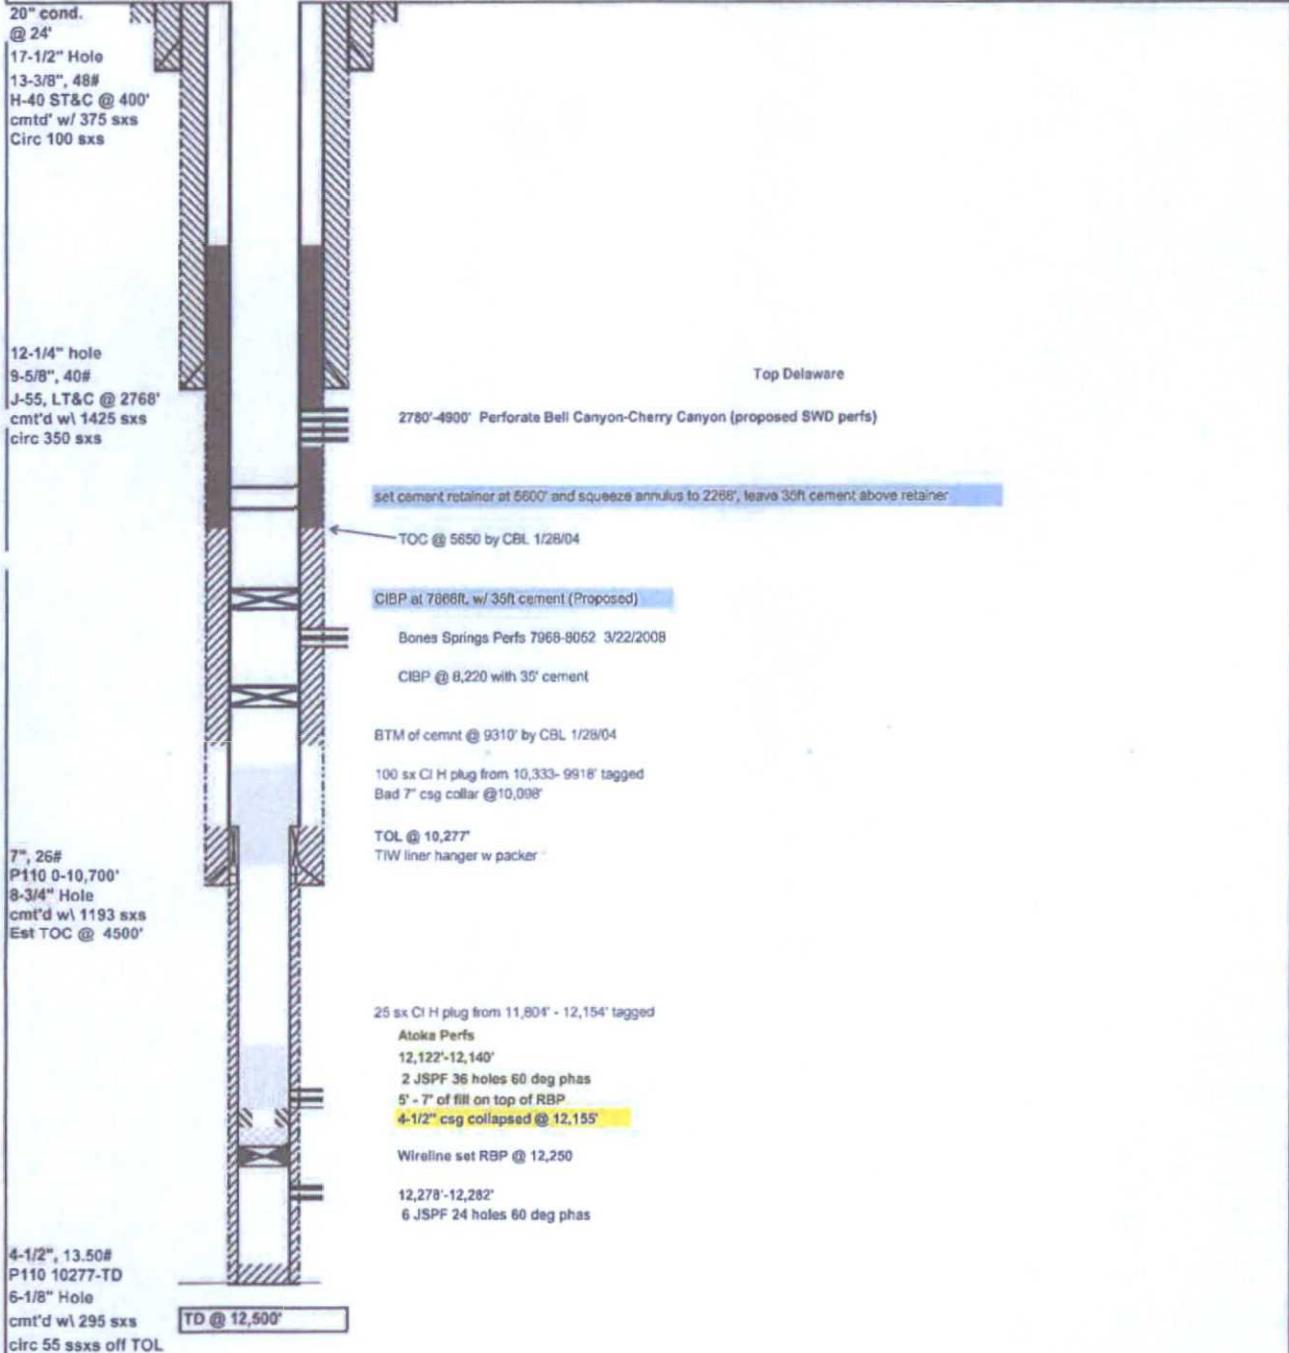 20" cond.
@ 24'
17-1/2" Hole
13-3/8", 48#
H-40 ST&C @ 400'
cmtd' w/ 375 sxs
Circ 100 sxs
12-1/4" hole
9-5/8", 40#
J-55, LT&C @ 2768'
cmt'd w\ 1425 sxs
circ 350 sxs
Top Delaware
2780'-4900' Perforate Bell Canyon-Cherry Canyon (proposed SWD perfs)
set cement retainer at 5600' and squeeze annulus to 2268', leave 35ft cement above retainer
TOC @ 5650 by CBL 1/28/04
CIBP at 7868ft, w/ 35ft cement (Proposed)
Bones Springs Perfs 7968-8052 3/22/2008
CIBP @ 8,220 with 35' cement
BTM of cemnt @ 9310' by CBL 1/28/04
100 sx Cl H plug from 10,333- 9918' tagged
Bad 7" csg collar @10,098'
TOL @ 10,277'
TIW liner hanger w packer
7", 26#
P110 0-10,700'
8-3/4" Hole
cmt'd w\ 1193 sxs
Est TOC @ 4500'
25 sx Cl H plug from 11,804' - 12,154' tagged
Atoka Perfs
12,122'-12,140'
2 JSPF 36 holes 60 deg phas
5' - 7' of fill on top of RBP
4-1/2" csg collapsed @ 12,155'
Wireline set RBP @ 12,250
12,278'-12,282'
6 JSPF 24 holes 60 deg phas
4-1/2", 13.50#
P110 10277-TD
6-1/8" Hole
cmt'd w\ 295 sxs
circ 55 ssxs off TOL
TD @ 12,500'